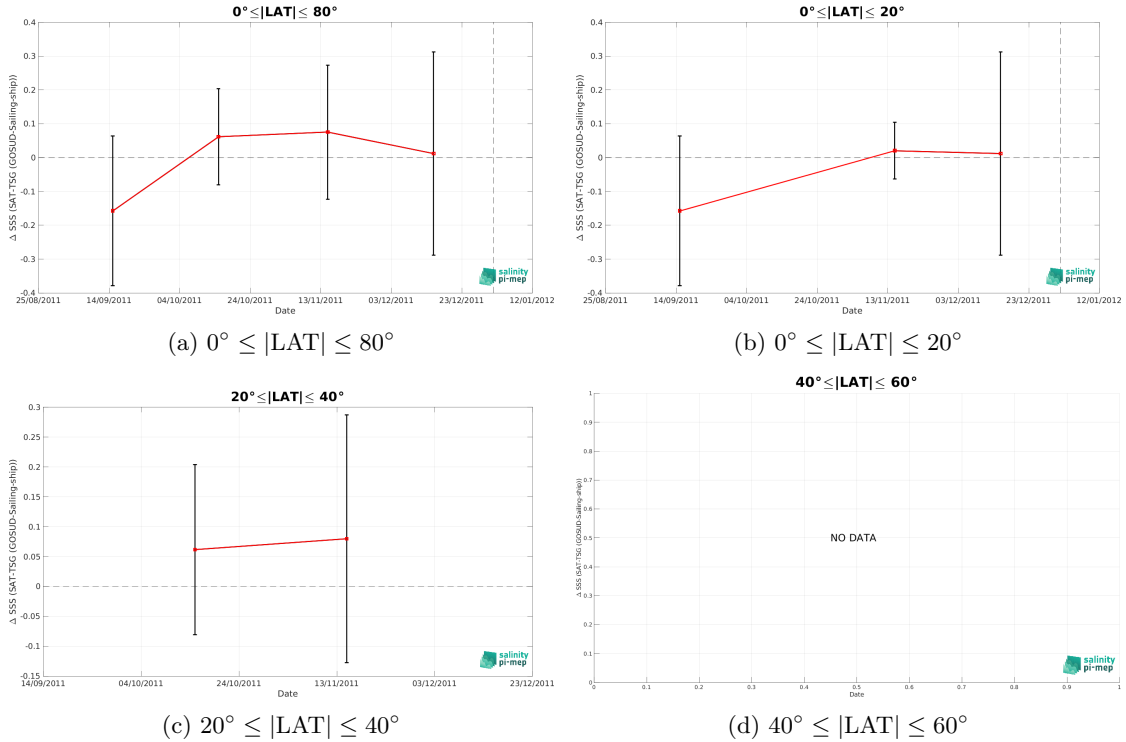 0°≤|LAT|≤ 80°
Δ SSS (SAT-TSG (GOSUD-Sailing-ship))
0.4
0.3
0.2
0.1
0
-0.1
-0.2
-0.3
-0.4
25/08/2011 14/09/2011 04/10/2011 24/10/2011 13/11/2011 03/12/2011 23/12/2011 12/01/2012
Date
salinity
pi-mep
(a) 0° ≤ |LAT| ≤ 80°
0°≤|LAT|≤ 20°
Δ SSS (SAT-TSG (GOSUD-Sailing-ship))
0.4
0.3
0.2
0.1
0
-0.1
-0.2
-0.3
-0.4
25/08/2011 14/09/2011 04/10/2011 24/10/2011 13/11/2011 03/12/2011 23/12/2011 12/01/2012
Date
salinity
pi-mep
(b) 0° ≤ |LAT| ≤ 20°
20°≤|LAT|≤ 40°
Δ SSS (SAT-TSG (GOSUD-Sailing-ship))
0.3
0.25
0.2
0.15
0.1
0.05
0
-0.05
-0.1
-0.15
14/09/2011 04/10/2011 24/10/2011 13/11/2011 03/12/2011 23/12/2011
Date
salinity
pi-mep
(c) 20° ≤ |LAT| ≤ 40°
40°≤|LAT|≤ 60°
Δ SSS (SAT-TSG (GOSUD-Sailing-ship))
1
0.9
0.8
0.7
0.6
0.5
0.4
0.3
0.2
0.1
0
NO DATA
0 0.1 0.2 0.3 0.4 0.5 0.6 0.7 0.8 0.9 1
Date
salinity
pi-mep
(d) 40° ≤ |LAT| ≤ 60°